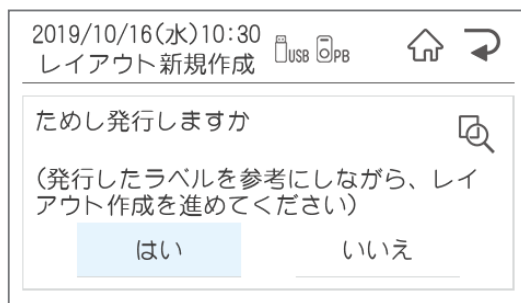 2019/10/16(水)10:30 USB PB
レイアウト新規作成
ためし発行しますか
(発行したラベルを参考にしながら、レイ
アウト作成を進めてください)
はい いいえ